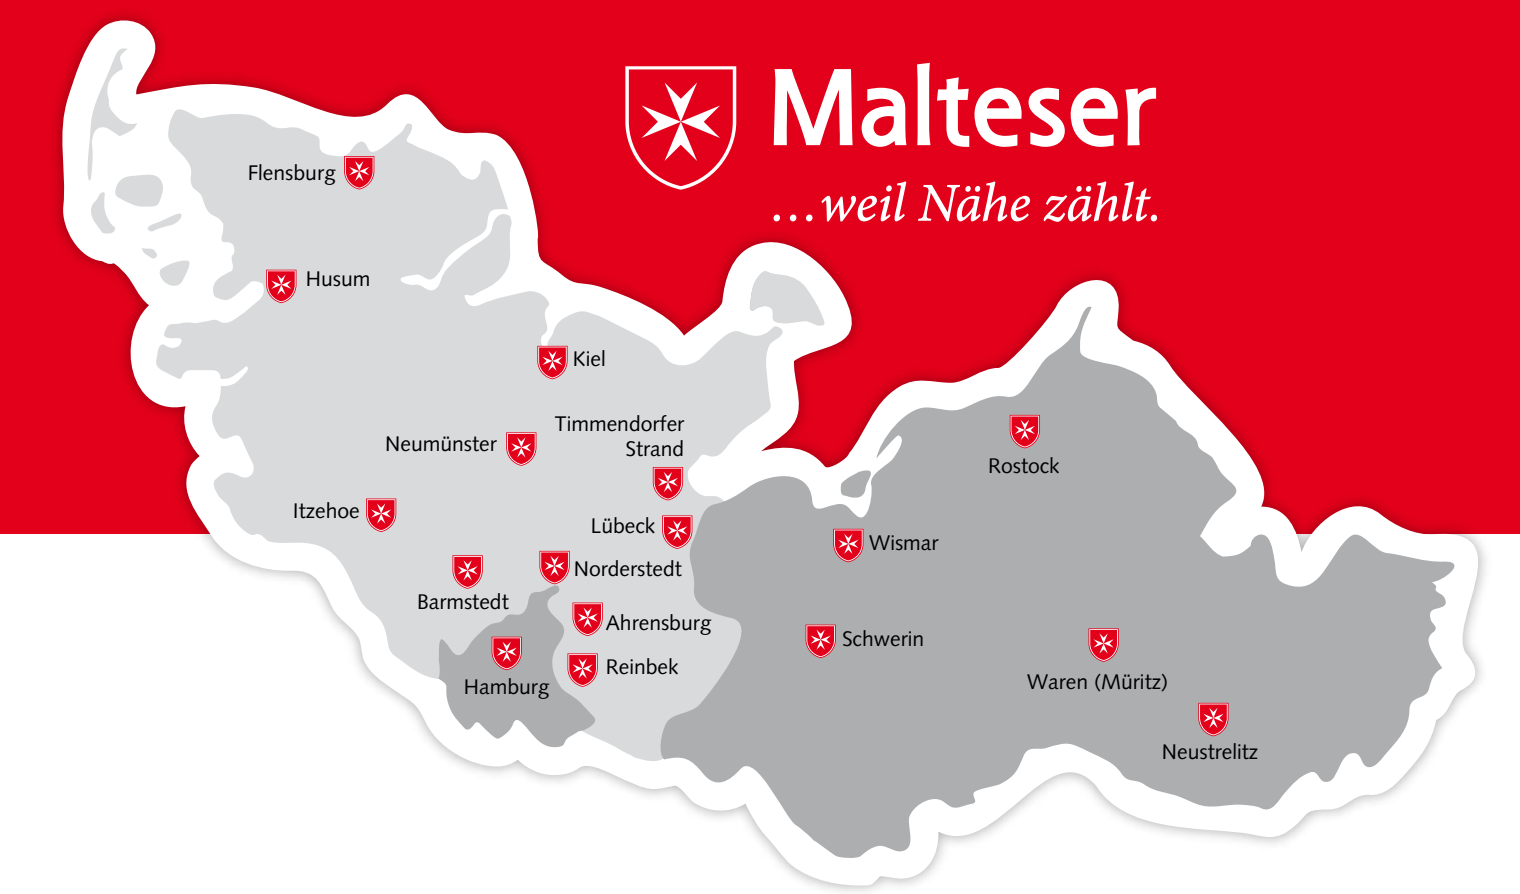 Malteser
...weil Nähe zählt.
Flensburg
Husum
Kiel
Timmendorfer
Strand
Neumünster
Rostock
Itzehoe
Lübeck
Wismar
Norderstedt
Barmstedt
Ahrensburg
Schwerin
Reinbek
Hamburg
Waren (Müritz)
Neustrelitz